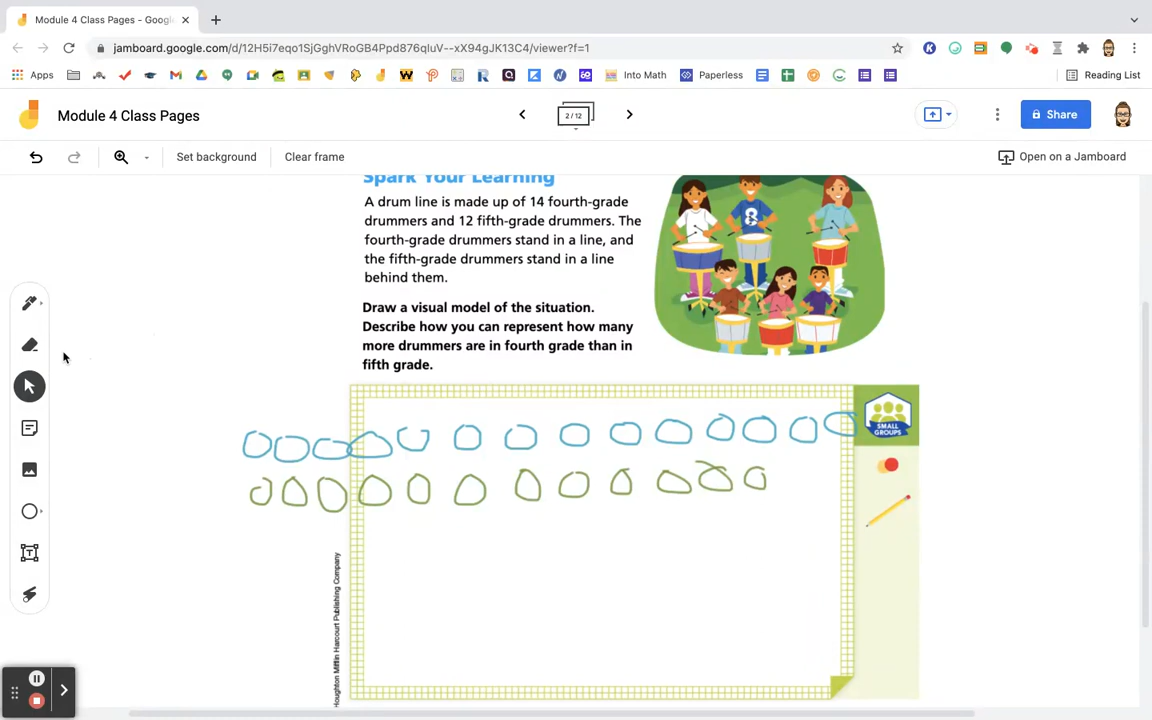 Module 4 Class Pages - Goog
jamboard.google.com/d/12H5i7eqo1SjGghVRoGB4Ppd876qluV--xX94gJK13C4/viewer?f=1
Apps
Into Math
Paperless
Reading List
Module 4 Class Pages
2 / 12
Share
Set background
Clear frame
Open on a Jamboard
Spark Your Learning
A drum line is made up of 14 fourth-grade
drummers and 12 fifth-grade drummers. The
fourth-grade drummers stand in a line, and
the fifth-grade drummers stand in a line
behind them.
Draw a visual model of the situation.
Describe how you can represent how many
more drummers are in fourth grade than in
fifth grade.
8
SMALL
GROUPS
Houghton Mifflin Harcourt Publishing Company